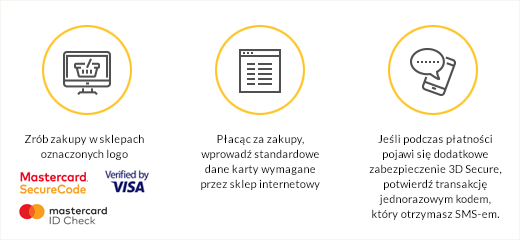 Zrób zakupy w sklepach
oznaczonych logo
Mastercard.
SecureCode
Verified by
VISA
mastercard
ID Check
Płacąc za zakupy,
wprowadź standardowe
dane karty wymagane
przez sklep internetowy
Jeśli podczas płatności
pojawi się dodatkowe
zabezpieczenie 3D Secure,
potwierdź transakcję
jednorazowym kodem,
który otrzymasz SMS-em.